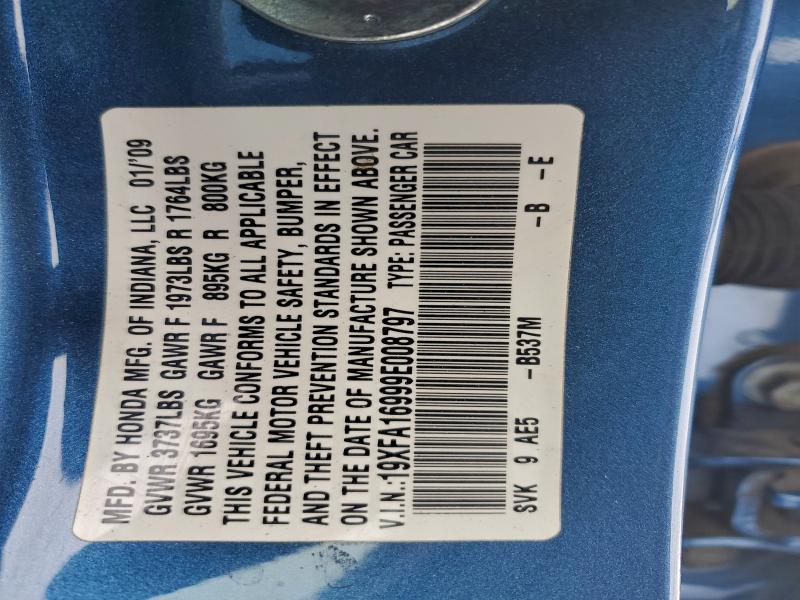 MFD. BY HONDA MFG. OF INDIANA, LLC 01/'09
GVWR 3737LBS GAWR F 1973LBS R 1764LBS
GVWR 1695KG GAWR F 895KG R 800KG
THIS VEHICLE CONFORMS TO ALL APPLICABLE
FEDERAL MOTOR VEHICLE SAFETY, BUMPER,
AND THEFT PREVENTION STANDARDS IN EFFECT
ON THE DATE OF MANUFACTURE SHOWN ABOVE.
V.I.N.:19XFA16999E008797 TYPE: PASSENGER CAR
SVK 9 AE5 -B537M -B -E